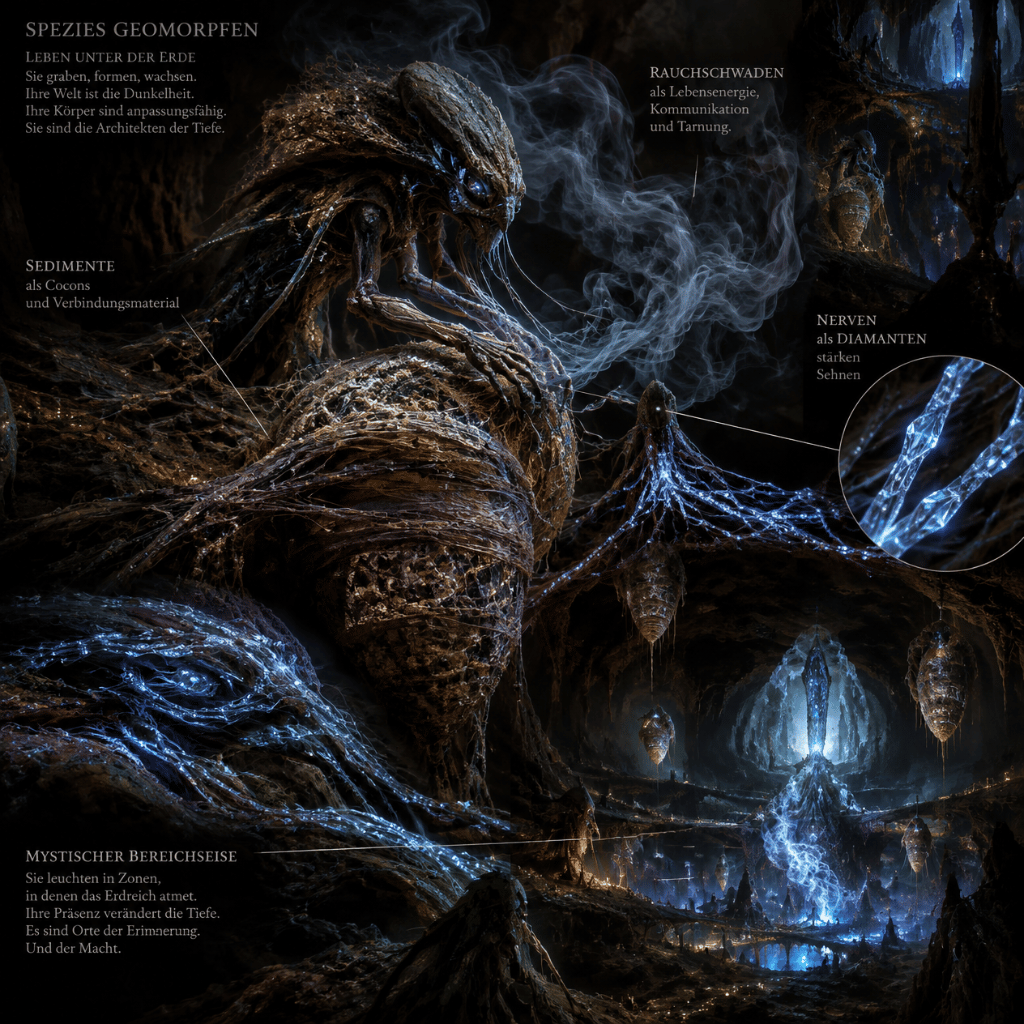 SPEZIES GEOMORPFEN
LEBEN UNTER DER ERDE
Sie graben, formen, wachsen.
Ihre Welt ist die Dunkelheit.
Ihre Körper sind anpassungsfähig.
Sie sind die Architekten der Tiefe.
RAUCHSCHWADEN
als Lebensenergie,
Kommunikation
und Tarnung.
SEDIMENTE
als Cocons
und Verbindungsmaterial
NERVEN
als DIAMANTEN
stärken
Sehnen
MYSTISCHER BEREICHSEISE
Sie leuchten in Zonen,
in denen das Erdreich atmet.
Ihre Präsenz verändert die Tiefe.
Es sind Orte der Erinnerung.
Und der Macht.